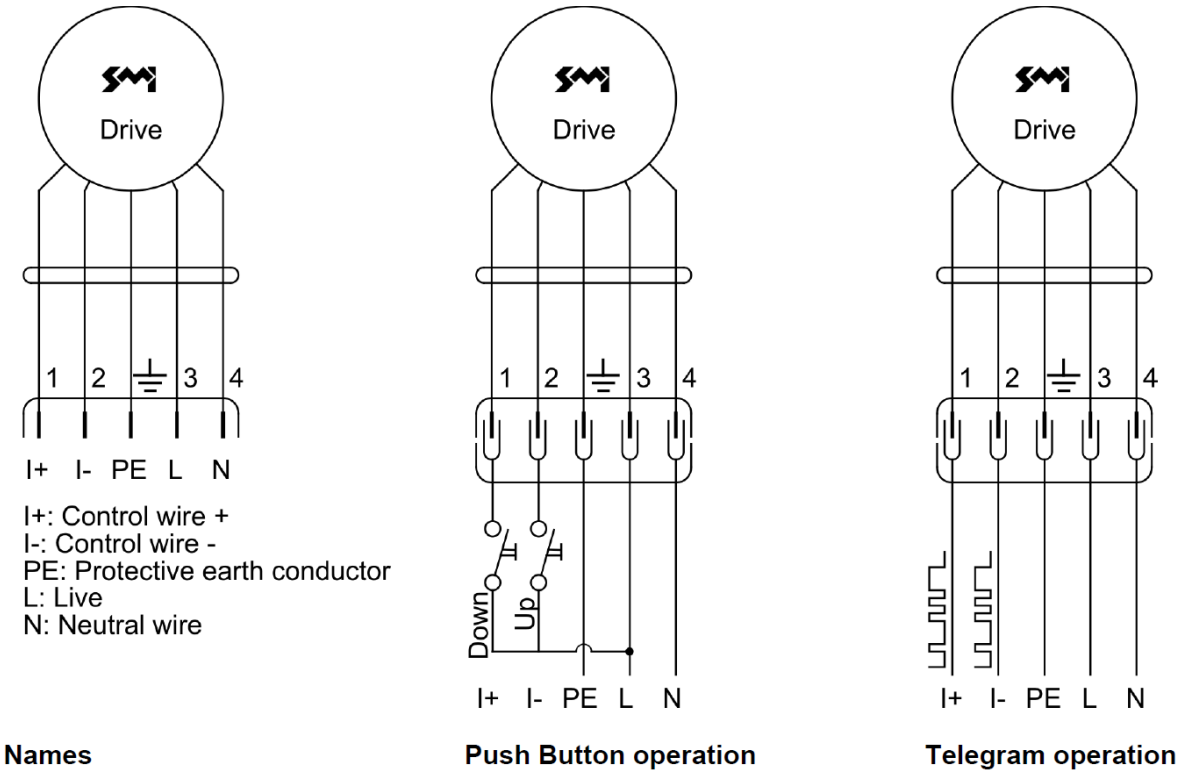 SMI
Drive
1 2 3 4
I+ I- PE L N
I+: Control wire +
I-: Control wire -
PE: Protective earth conductor
L: Live
N: Neutral wire
Names
SMI
Drive
1 2 3 4
Down
Up
I+ I- PE L N
Push Button operation
SMI
Drive
1 2 3 4
I+ I- PE L N
Telegram operation